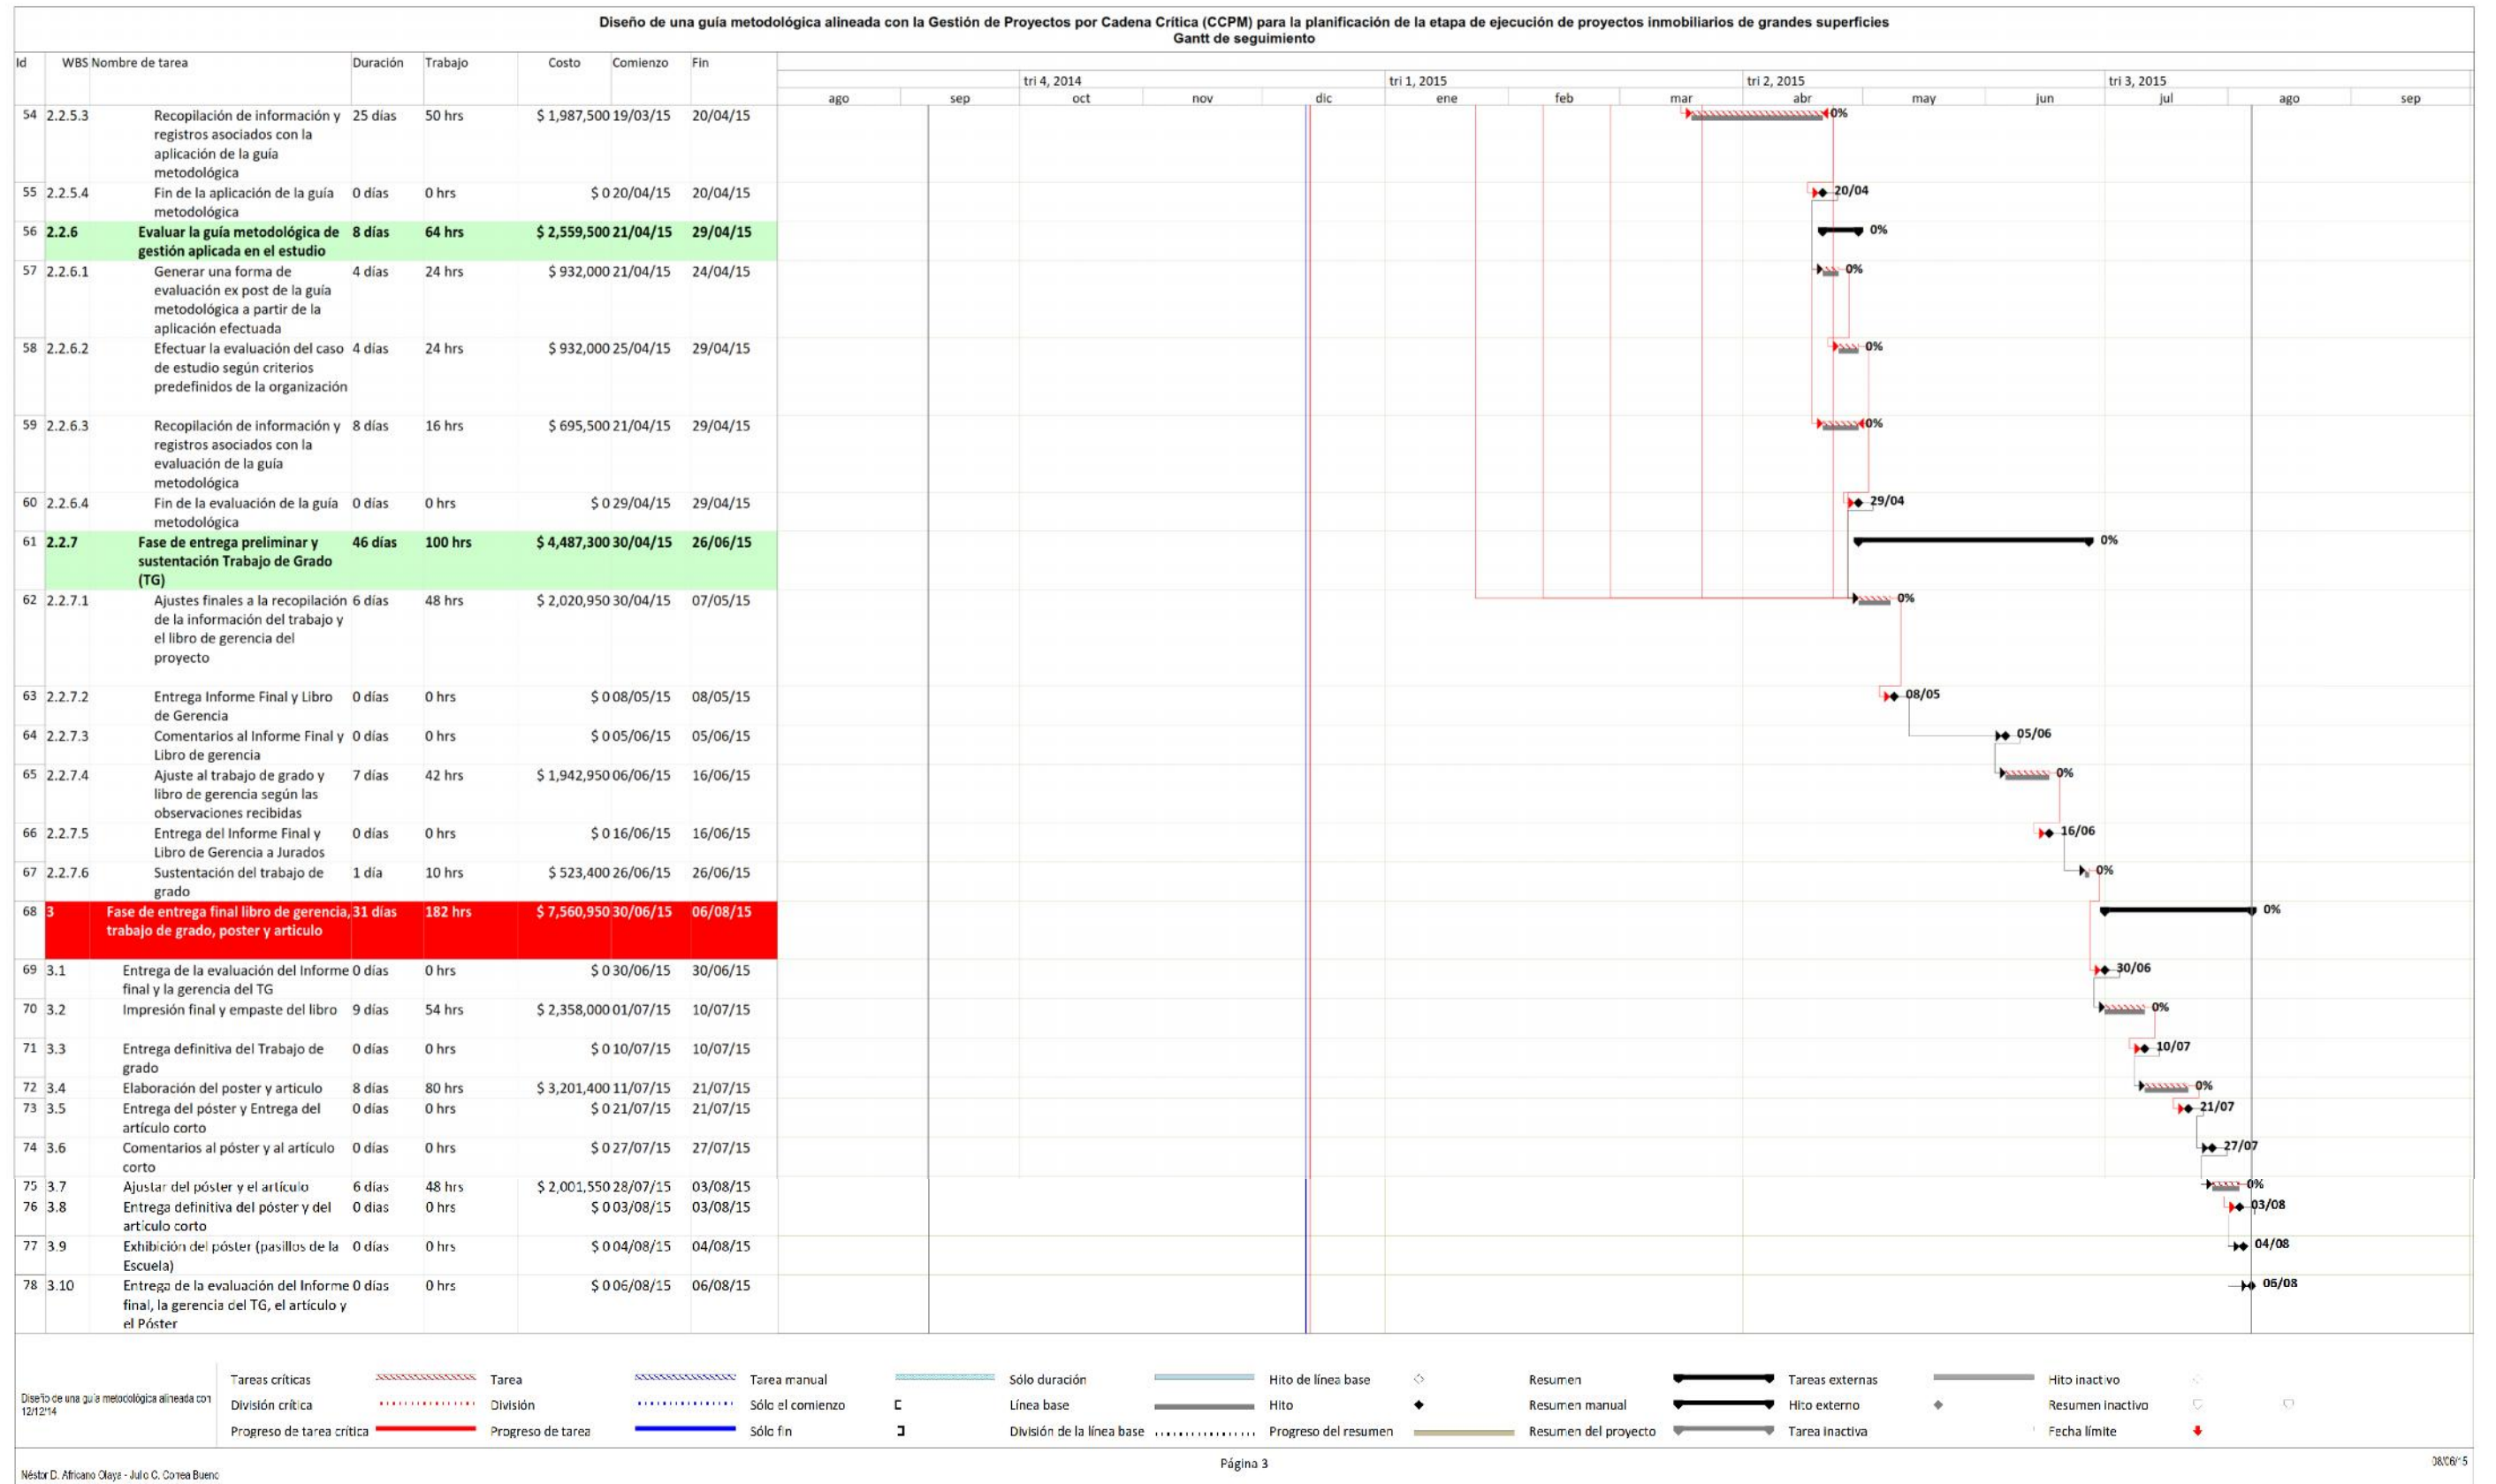 Diseño de una guía metodológica alineada con la Gestión de Proyectos por Cadena Crítica (CCPM) para la planificación de la etapa de ejecución de proyectos inmobiliarios de grandes superficies
Gantt de seguimiento
Id WBS Nombre de tarea Duración Trabajo Costo Comienzo Fin
tri 4, 2014 tri 1, 2015 tri 2, 2015 tri 3, 2015
ago sep oct nov dic ene feb mar abr may jun jul ago sep
54 2.2.5.3 Recopilación de información y 25 días 50 hrs $ 1,987,500 19/03/15 20/04/15 0%
registros asociados con la
aplicación de la guía
metodológica
55 2.2.5.4 Fin de la aplicación de la guía 0 días 0 hrs $ 0 20/04/15 20/04/15 20/04
metodológica
56 2.2.6 Evaluar la guía metodológica de 8 días 64 hrs $ 2,559,500 21/04/15 29/04/15 0%
gestión aplicada en el estudio
57 2.2.6.1 Generar una forma de 4 días 24 hrs $ 932,000 21/04/15 24/04/15 0%
evaluación ex post de la guía
metodológica a partir de la
aplicación efectuada
58 2.2.6.2 Efectuar la evaluación del caso 4 días 24 hrs $ 932,000 25/04/15 29/04/15 0%
de estudio según criterios
predefinidos de la organización
59 2.2.6.3 Recopilación de información y 8 días 16 hrs $ 695,500 21/04/15 29/04/15 0%
registros asociados con la
evaluación de la guía
metodológica
60 2.2.6.4 Fin de la evaluación de la guía 0 días 0 hrs $ 0 29/04/15 29/04/15 29/04
metodológica
61 2.2.7 Fase de entrega preliminar y 46 días 100 hrs $ 4,487,300 30/04/15 26/06/15 0%
sustentación Trabajo de Grado
(TG)
62 2.2.7.1 Ajustes finales a la recopilación 6 días 48 hrs $ 2,020,950 30/04/15 07/05/15 0%
de la información del trabajo y
el libro de gerencia del
proyecto
63 2.2.7.2 Entrega Informe Final y Libro 0 días 0 hrs $ 0 08/05/15 08/05/15 08/05
de Gerencia
64 2.2.7.3 Comentarios al Informe Final y 0 días 0 hrs $ 0 05/06/15 05/06/15 05/06
Libro de gerencia
65 2.2.7.4 Ajuste al trabajo de grado y 7 días 42 hrs $ 1,942,950 06/06/15 16/06/15 0%
libro de gerencia según las
observaciones recibidas
66 2.2.7.5 Entrega del Informe Final y 0 días 0 hrs $ 0 16/06/15 16/06/15 16/06
Libro de Gerencia a Jurados
67 2.2.7.6 Sustentación del trabajo de 1 día 10 hrs $ 523,400 26/06/15 26/06/15 0%
grado
68 3 Fase de entrega final libro de gerencia, 31 días 182 hrs $ 7,560,950 30/06/15 06/08/15 0%
trabajo de grado, poster y articulo
69 3.1 Entrega de la evaluación del Informe 0 días 0 hrs $ 0 30/06/15 30/06/15 30/06
final y la gerencia del TG
70 3.2 Impresión final y empaste del libro 9 días 54 hrs $ 2,358,000 01/07/15 10/07/15 0%
71 3.3 Entrega definitiva del Trabajo de 0 días 0 hrs $ 0 10/07/15 10/07/15 10/07
grado
72 3.4 Elaboración del poster y articulo 8 días 80 hrs $ 3,201,400 11/07/15 21/07/15 0%
73 3.5 Entrega del póster y Entrega del 0 días 0 hrs $ 0 21/07/15 21/07/15 21/07
artículo corto
74 3.6 Comentarios al póster y al artículo 0 días 0 hrs $ 0 27/07/15 27/07/15 27/07
corto
75 3.7 Ajustar del póster y el artículo 6 días 48 hrs $ 2,001,550 28/07/15 03/08/15 0%
76 3.8 Entrega definitiva del póster y del 0 días 0 hrs $ 0 03/08/15 03/08/15 03/08
artículo corto
77 3.9 Exhibición del póster (pasillos de la 0 días 0 hrs $ 0 04/08/15 04/08/15 04/08
Escuela)
78 3.10 Entrega de la evaluación del Informe 0 días 0 hrs $ 0 06/08/15 06/08/15 06/08
final, la gerencia del TG, el artículo y
el Póster
Diseño de una guía metodológica alineada con
12/12/14
Tareas críticas Tarea Tarea manual Sólo duración Hito de línea base Resumen Tareas externas Hito inactivo
División crítica División Sólo el comienzo Línea base Hito Resumen manual Hito externo Resumen inactivo
Progreso de tarea crítica Progreso de tarea Sólo fin División de la línea base Progreso del resumen Resumen del proyecto Tarea inactiva Fecha límite
Página 3
08/06/15
Néstor D. Africano Olaya - Julio C. Correa Bueno